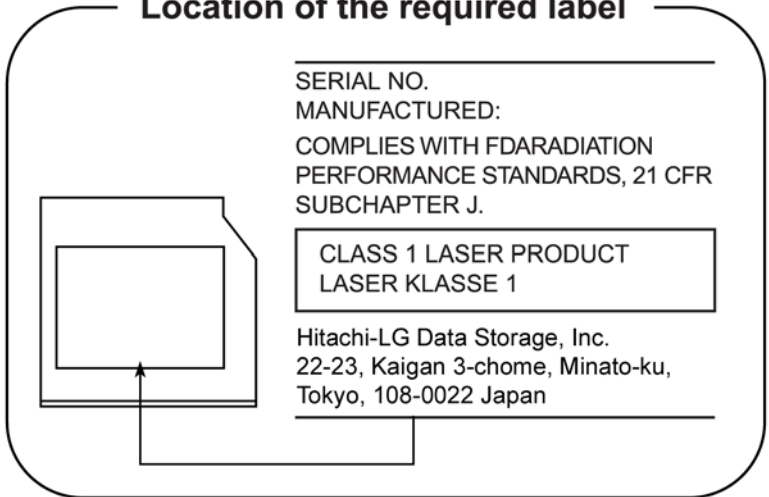 Location of the required label
SERIAL NO.
MANUFACTURED:
COMPLIES WITH FDARADIATION
PERFORMANCE STANDARDS, 21 CFR
SUBCHAPTER J.
CLASS 1 LASER PRODUCT
LASER KLASSE 1
Hitachi-LG Data Storage, Inc.
22-23, Kaigan 3-chome, Minato-ku,
Tokyo, 108-0022 Japan